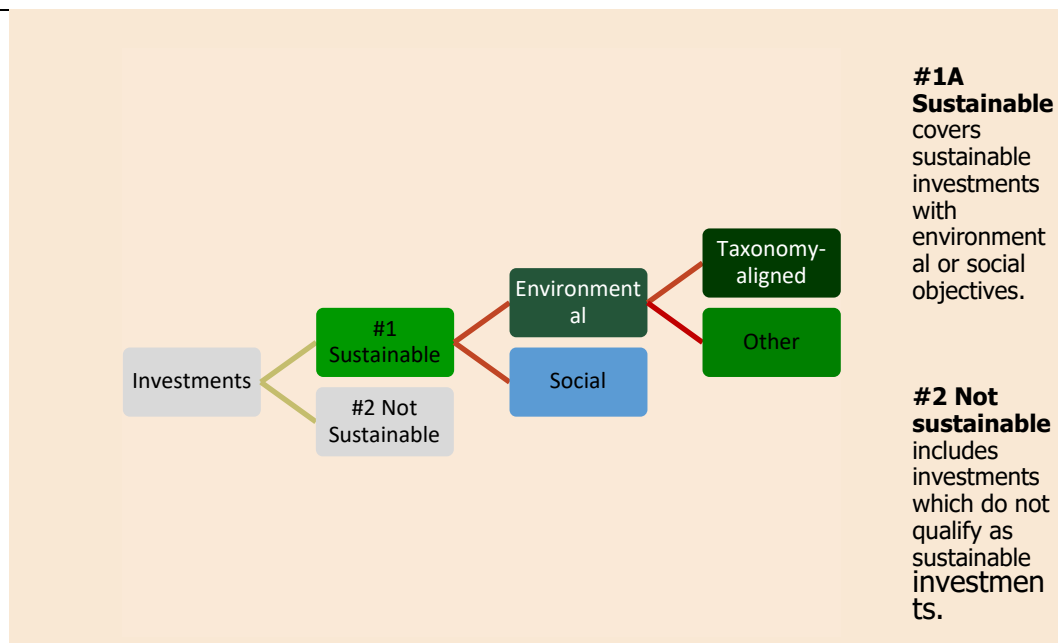 Investments
#1
Sustainable
#2 Not
Sustainable
Environment
al
Social
Taxonomy-
aligned
Other
#1A
Sustainable
covers
sustainable
investments
with
environment
al or social
objectives.
#2 Not
sustainable
includes
investments
which do not
qualify as
sustainable
investmen
ts.